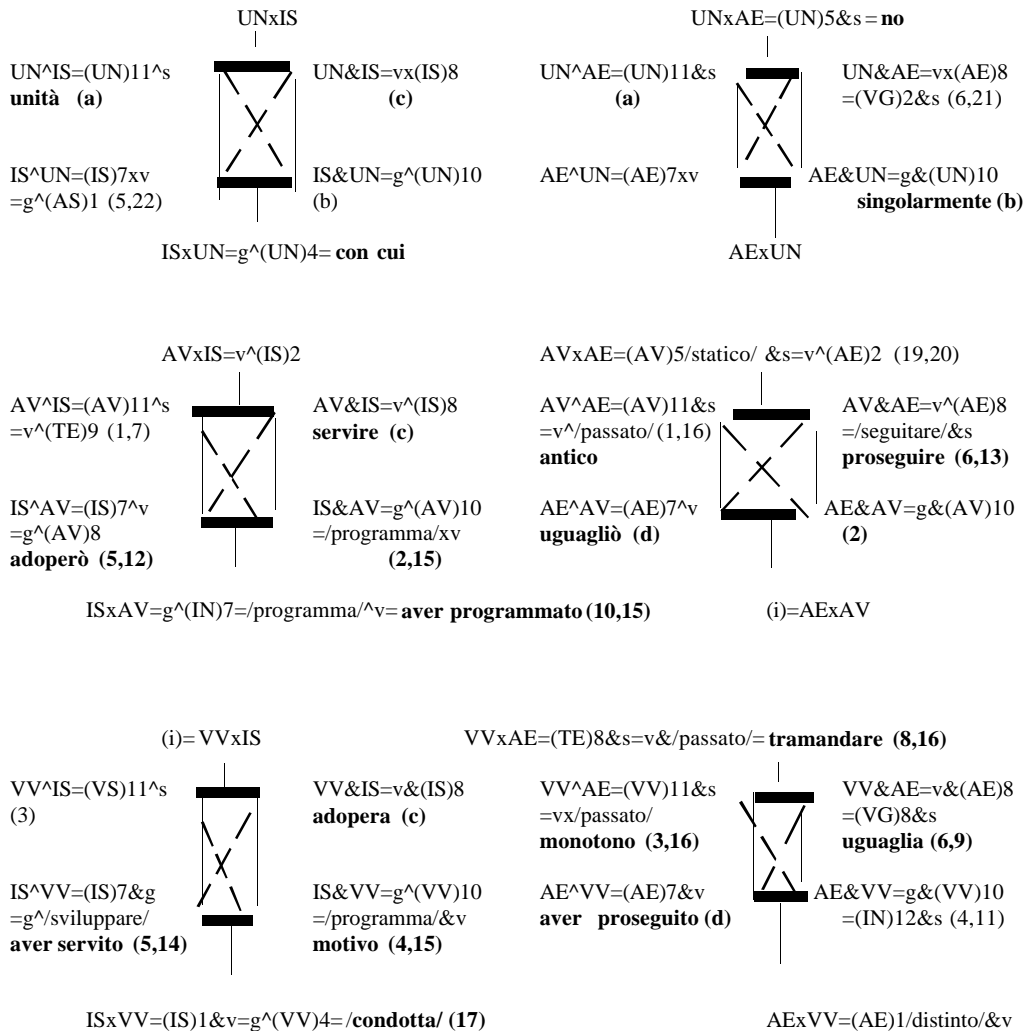 UNxIS
UN^IS=(UN)11^s
unità (a)
UN&IS=vx(IS)8
(c)
IS^UN=(IS)7xv
=g^(AS)1 (5,22)
IS&UN=g^(UN)10
(b)
ISxUN=g^(UN)4= con cui
UNxAE=(UN)5&s = no
UN^AE=(UN)11&s
(a)
UN&AE=vx(AE)8
=(VG)2&s (6,21)
AE^UN=(AE)7xv
AE&UN=g&(UN)10
singolarmente (b)
AExUN
AVxIS=v^(IS)2
AV^IS=(AV)11^s
=v^(TE)9 (1,7)
AV&IS=v^(IS)8
servire (c)
IS^AV=(IS)7^v
=g^(AV)8
adoperò (5,12)
IS&AV=g^(AV)10
=/programma/xv
(2,15)
ISxAV=g^(IN)7=/programma/^v= aver programmato (10,15)
AVxAE=(AV)5/statico/ &s=v^(AE)2 (19,20)
AV^AE=(AV)11&s
=v^/passato/ (1,16)
antico
AV&AE=v^(AE)8
=/seguitare/&s
proseguire (6,13)
AE^AV=(AE)7^v
uguagliò (d)
AE&AV=g&(AV)10
(2)
(i)=AExAV
(i)= VVxIS
VV^IS=(VS)11^s
(3)
VV&IS=v&(IS)8
adopera (c)
IS^VV=(IS)7&g
=g^/sviluppare/
aver servito (5,14)
IS&VV=g^(VV)10
=/programma/&v
motivo (4,15)
ISxVV=(IS)1&v=g^(VV)4= /condotta/ (17)
VVxAE=(TE)8&s=v&/passato/= tramandare (8,16)
VV^AE=(VV)11&s
=vx/passato/
monotono (3,16)
VV&AE=v&(AE)8
=(VG)8&s
uguaglia (6,9)
AE^VV=(AE)7&v
aver proseguito (d)
AE&VV=g&(VV)10
=(IN)12&s (4,11)
AExVV=(AE)1/distinto/&v